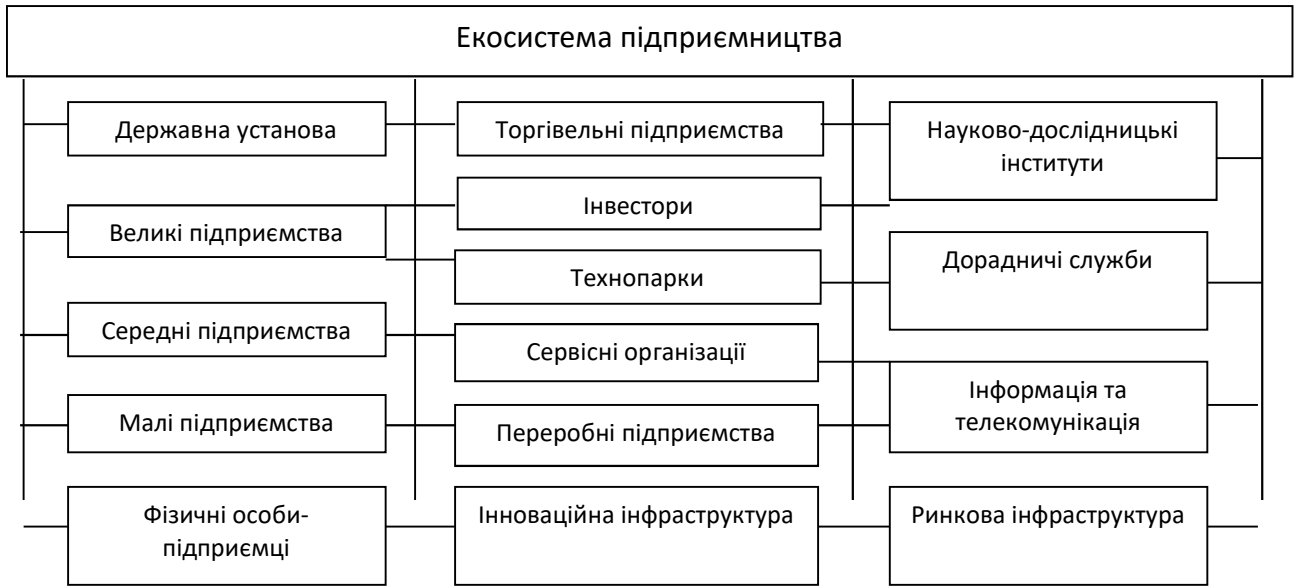 Екосистема підприємництва
Державна установа
Торгівельні підприємства
Науково-дослідницькі
інститути
Великі підприємства
Інвестори
Технопарки
Дорадничі служби
Середні підприємства
Сервісні організації
Інформація та
телекомунікація
Малі підприємства
Переробні підприємства
Фізичні особи-
підприємці
Інноваційна інфраструктура
Ринкова інфраструктура